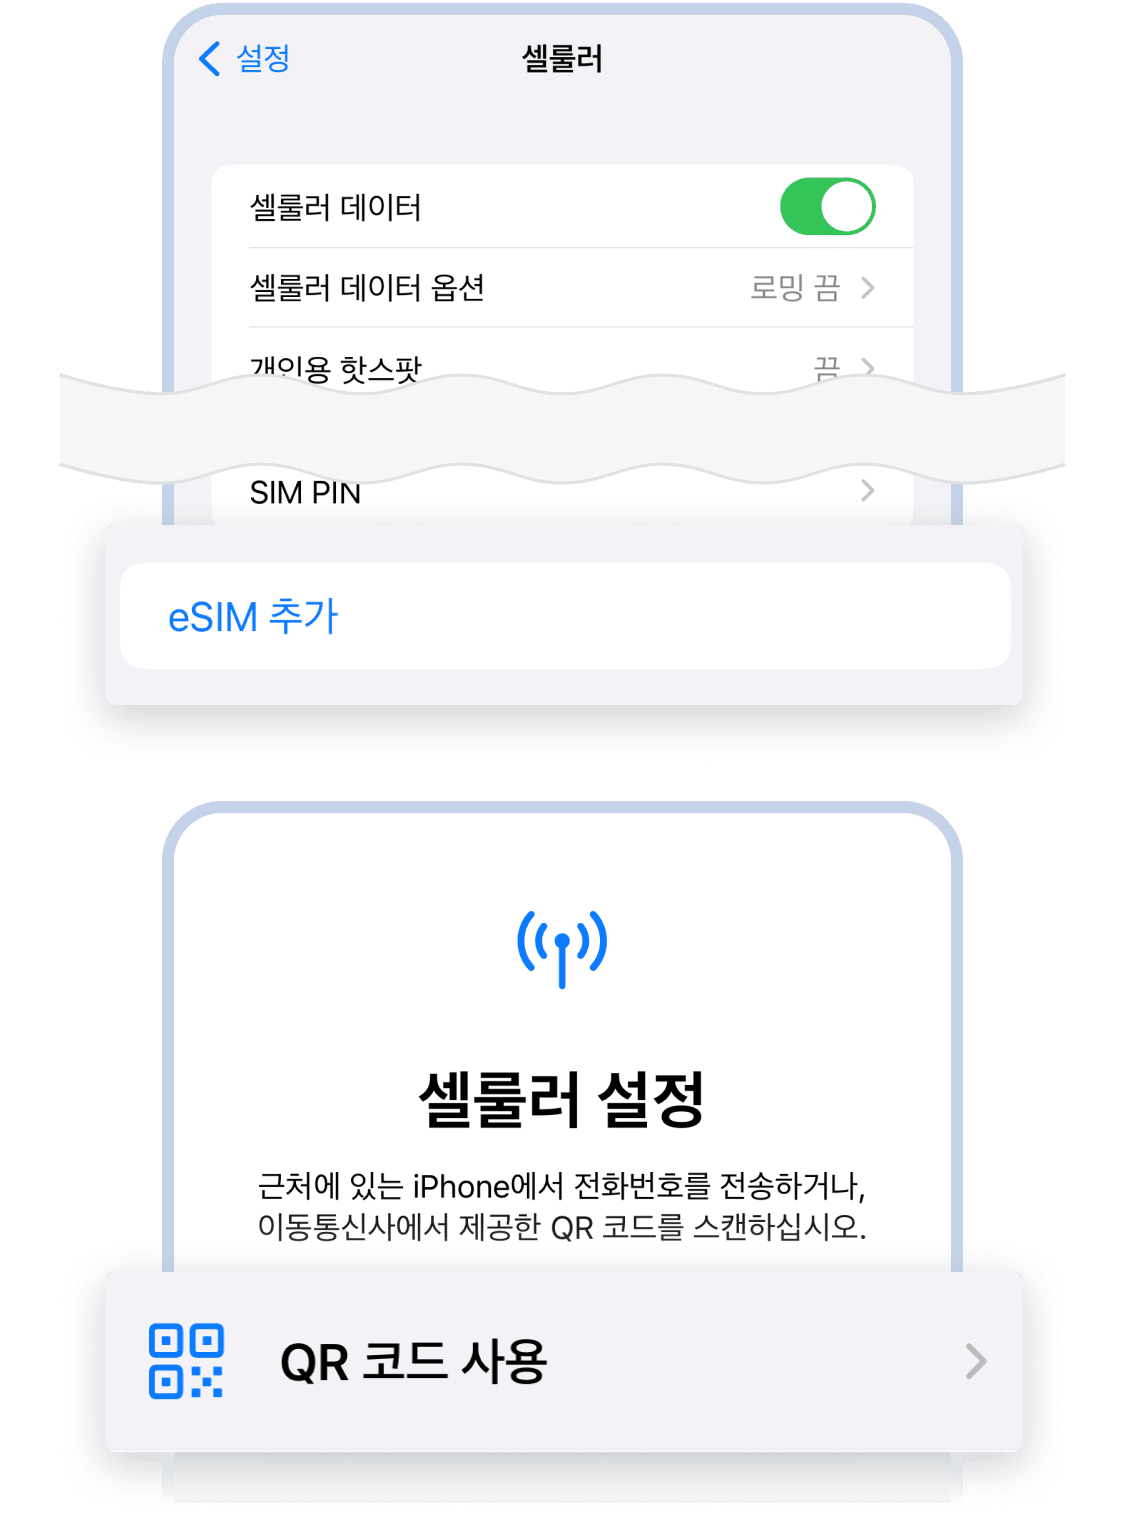 설정
셀룰러
셀룰러 데이터
셀룰러 데이터 옵션 로밍 끔
개인용 핫스팟 끔
SIM PIN
eSIM 추가
셀룰러 설정
근처에 있는 iPhone에서 전화번호를 전송하거나,
이동통신사에서 제공한 QR 코드를 스캔하십시오.
QR 코드 사용